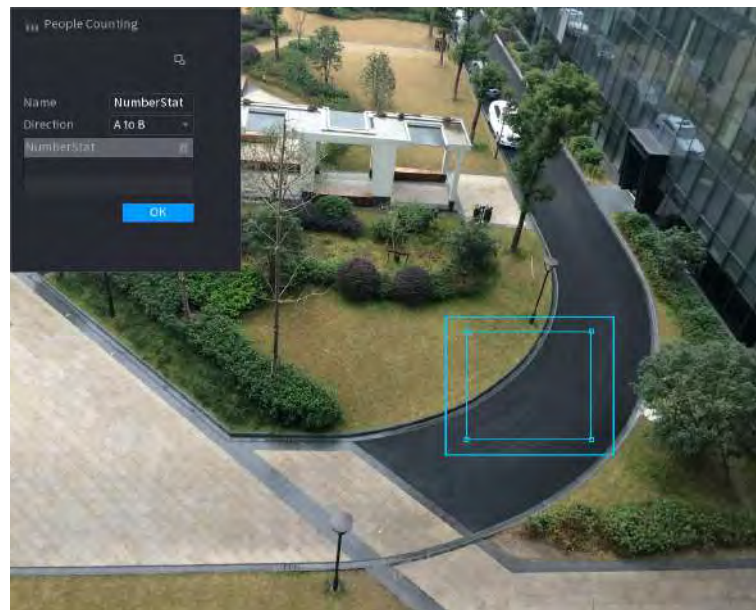 People Counting
Name NumberStat
Direction A to B
NumberStat
OK